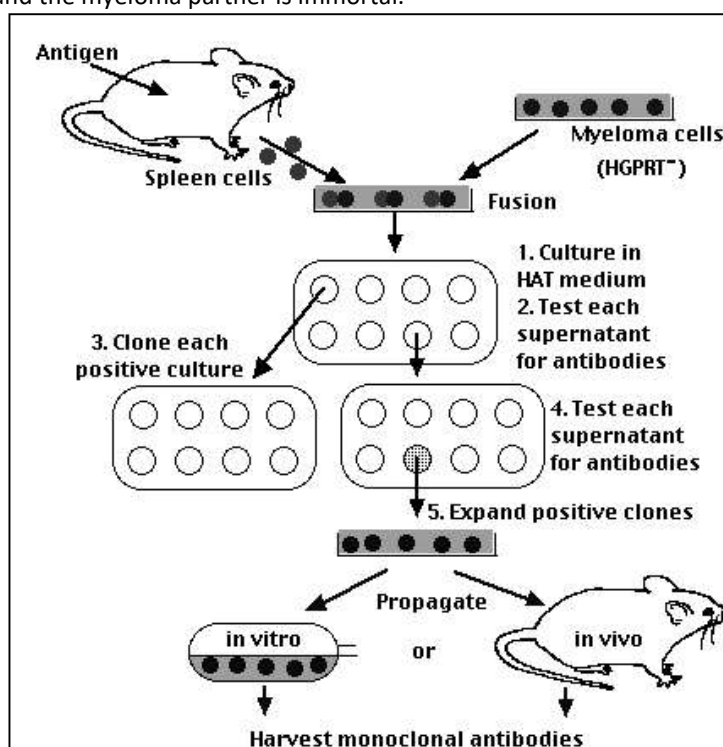 and the myeloma partner is immortal.
Antigen
Spleen cells
Myeloma cells
(HGPRT⁻)
Fusion
1. Culture in
HAT medium
2. Test each
supernatant
for antibodies
3. Clone each
positive culture
4. Test each
supernatant
for antibodies
5. Expand positive clones
Propagate
in vitro
or
in vivo
Harvest monoclonal antibodies